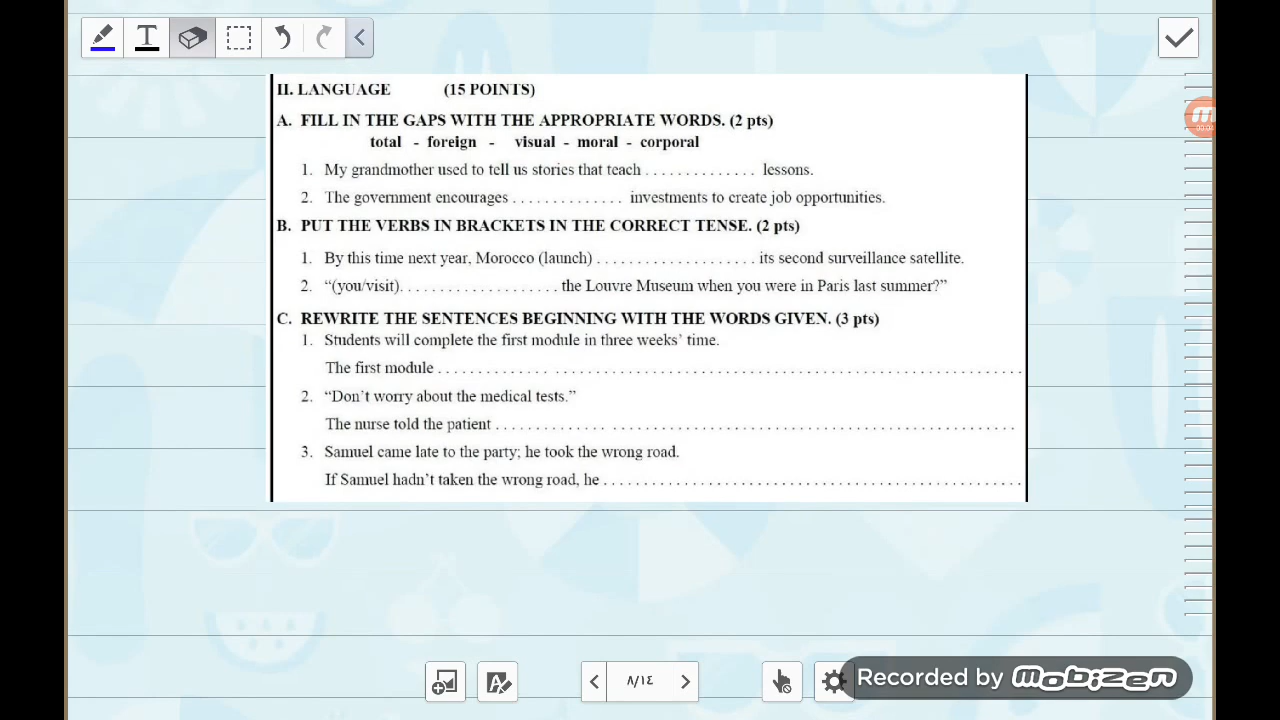 T
II. LANGUAGE (15 POINTS)
A. FILL IN THE GAPS WITH THE APPROPRIATE WORDS. (2 pts)
total - foreign - visual - moral - corporal
1. My grandmother used to tell us stories that teach . . . . . . . . . . . . . . lessons.
2. The government encourages . . . . . . . . . . . . . . investments to create job opportunities.
B. PUT THE VERBS IN BRACKETS IN THE CORRECT TENSE. (2 pts)
1. By this time next year, Morocco (launch) . . . . . . . . . . . . . . . . . . . . its second surveillance satellite.
2. “(you/visit). . . . . . . . . . . . . . . . . . . . the Louvre Museum when you were in Paris last summer?”
C. REWRITE THE SENTENCES BEGINNING WITH THE WORDS GIVEN. (3 pts)
1. Students will complete the first module in three weeks’ time.
The first module . . . . . . . . . . . . . . . . . . . . . . . . . . . . . . . . . . . . . . . . . . . . . . . . . . . . . . . . . . . . . . . . . . . . . . . .
2. “Don’t worry about the medical tests.”
The nurse told the patient . . . . . . . . . . . . . . . . . . . . . . . . . . . . . . . . . . . . . . . . . . . . . . . . . . . . . . . . . . . . . . . .
3. Samuel came late to the party; he took the wrong road.
If Samuel hadn’t taken the wrong road, he . . . . . . . . . . . . . . . . . . . . . . . . . . . . . . . . . . . . . . . . . . . . . . . . . . . .
٨/١٤
Recorded by mobizen